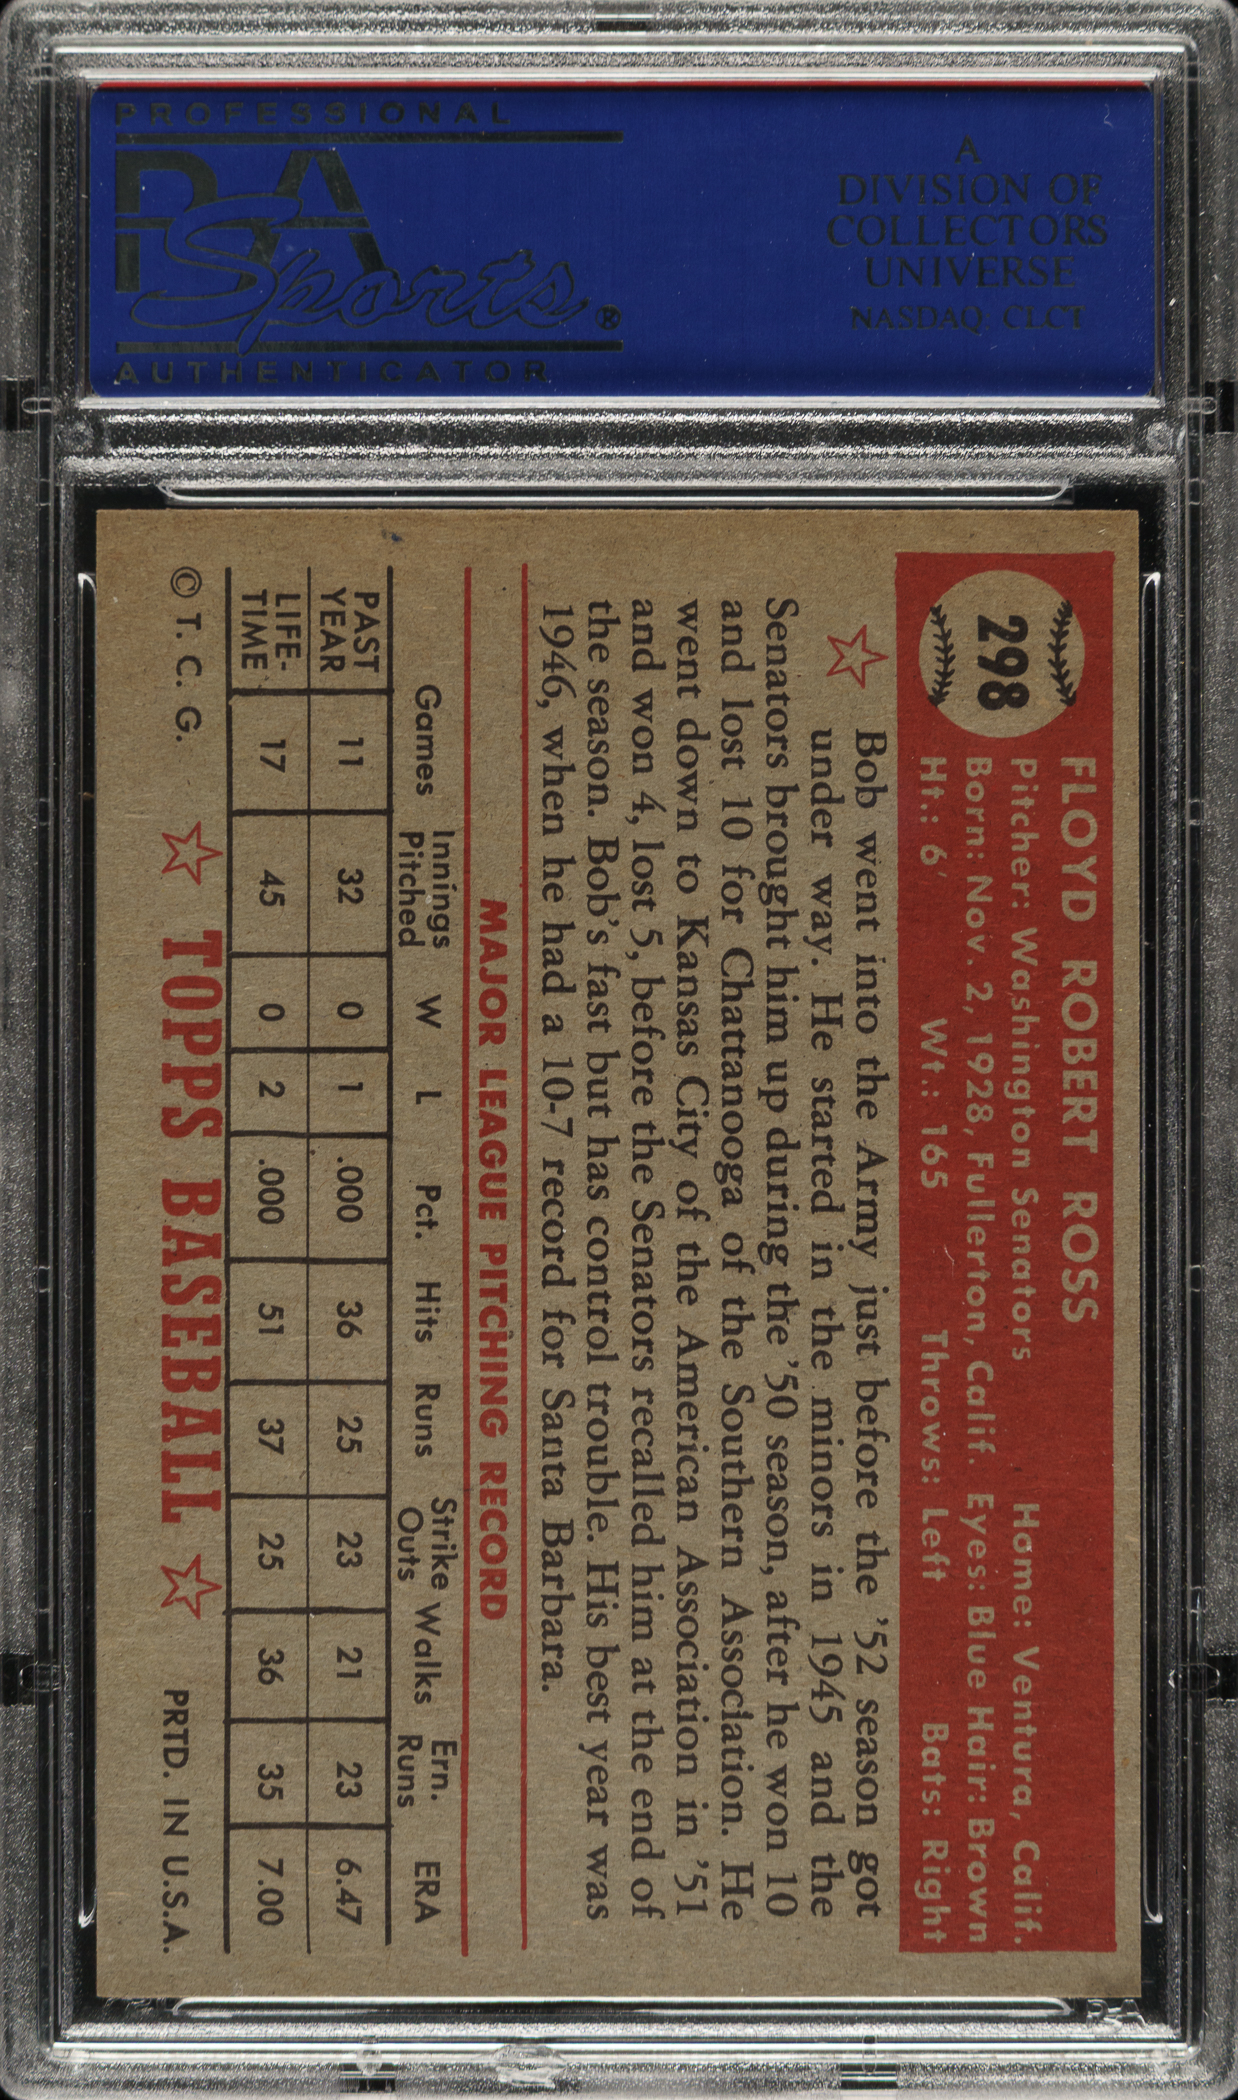 PROFESSIONAL
PSA
Sports®
AUTHENTICATOR
A
DIVISION OF
COLLECTORS
UNIVERSE
NASDAQ CLCT
298
FLOYD ROBERT ROSS
Pitcher: Washington Senators Home: Ventura, Calif.
Born: Nov. 2, 1928, Fullerton, Calif. Eyes: Blue Hair: Brown
Ht.: 6' Wt.: 165 Throws: Left Bats: Right
Bob went into the Army just before the '52 season got
under way. He started in the minors in 1945 and the
Senators brought him up during the '50 season, after he won 10
and lost 10 for Chattanooga of the Southern Association. He
went down to Kansas City of the American Association in '51
and won 4, lost 5, before the Senators recalled him at the end of
the season. Bob's fast but has control trouble. His best year was
1946, when he had a 10-7 record for Santa Barbara.
MAJOR LEAGUE PITCHING RECORD
Games Innings Pitched W L Pct. Hits Runs Strike Outs Walks Ern. Runs ERA
PAST YEAR 11 32 0 1 .000 36 25 23 21 23 6.47
LIFE-TIME 17 45 0 2 .000 51 37 25 36 35 7.00
© T. C. G. TOPPS BASEBALL PRTD. IN U.S.A.
PSA